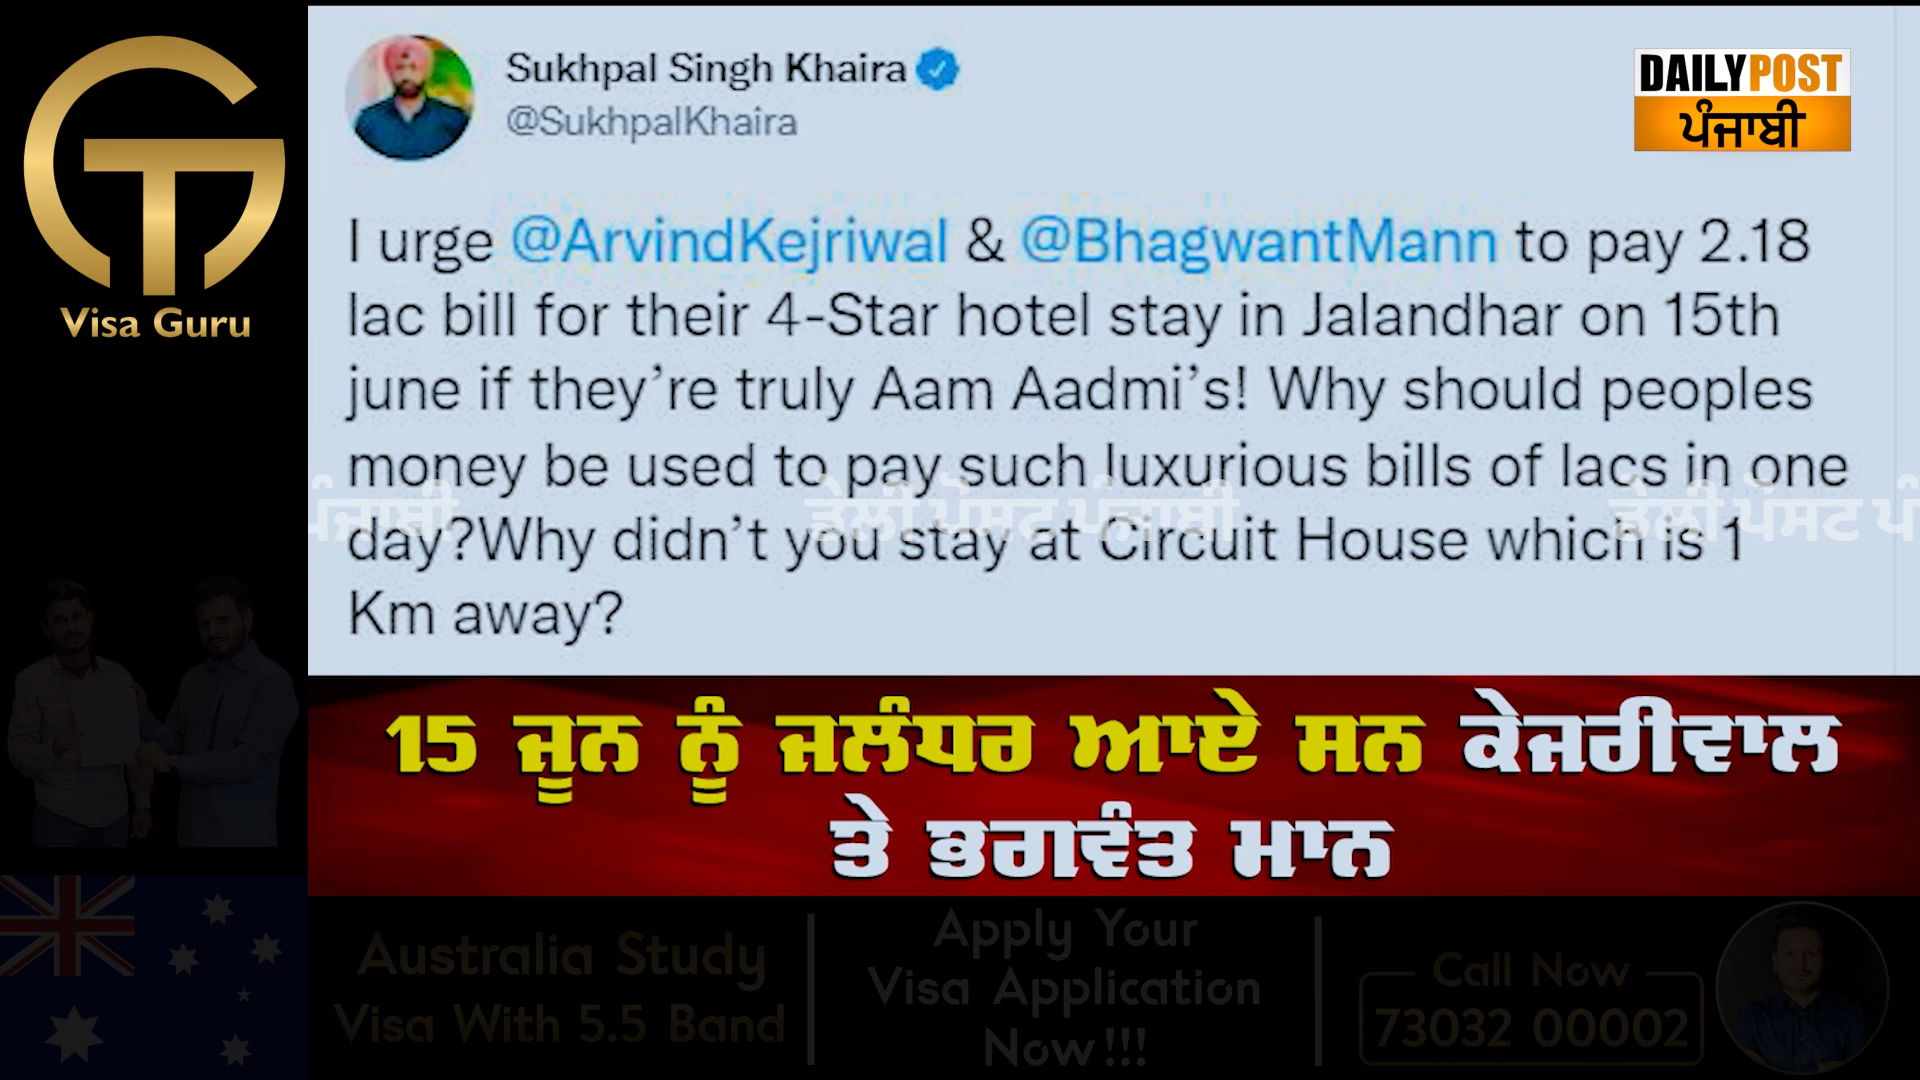 Visa Guru
Sukhpal Singh Khaira
@SukhpalKhaira
DAILYPOST
ਪੰਜਾਬੀ
I urge @ArvindKejriwal & @BhagwantMann to pay 2.18
lac bill for their 4-Star hotel stay in Jalandhar on 15th
june if they're truly Aam Aadmi's! Why should peoples
money be used to pay such luxurious bills of lacs in one
day?Why didn't you stay at Circuit House which is 1
Km away?
ਪੰਜਾਬੀ ਡੇਲੀ ਪੋਸਟ ਪੰਜਾਬੀ ਡੇਲੀ ਪੋਸਟ
15 ਜੂਨ ਨੂੰ ਜਲੰਧਰ ਆਏ ਸਨ ਕੇਜਰੀਵਾਲ
ਤੇ ਭਗਵੰਤ ਮਾਨ
Australia Study
Visa With 5.5 Band
Apply Your
Visa Application
Now!!!
Call Now
73032 00002